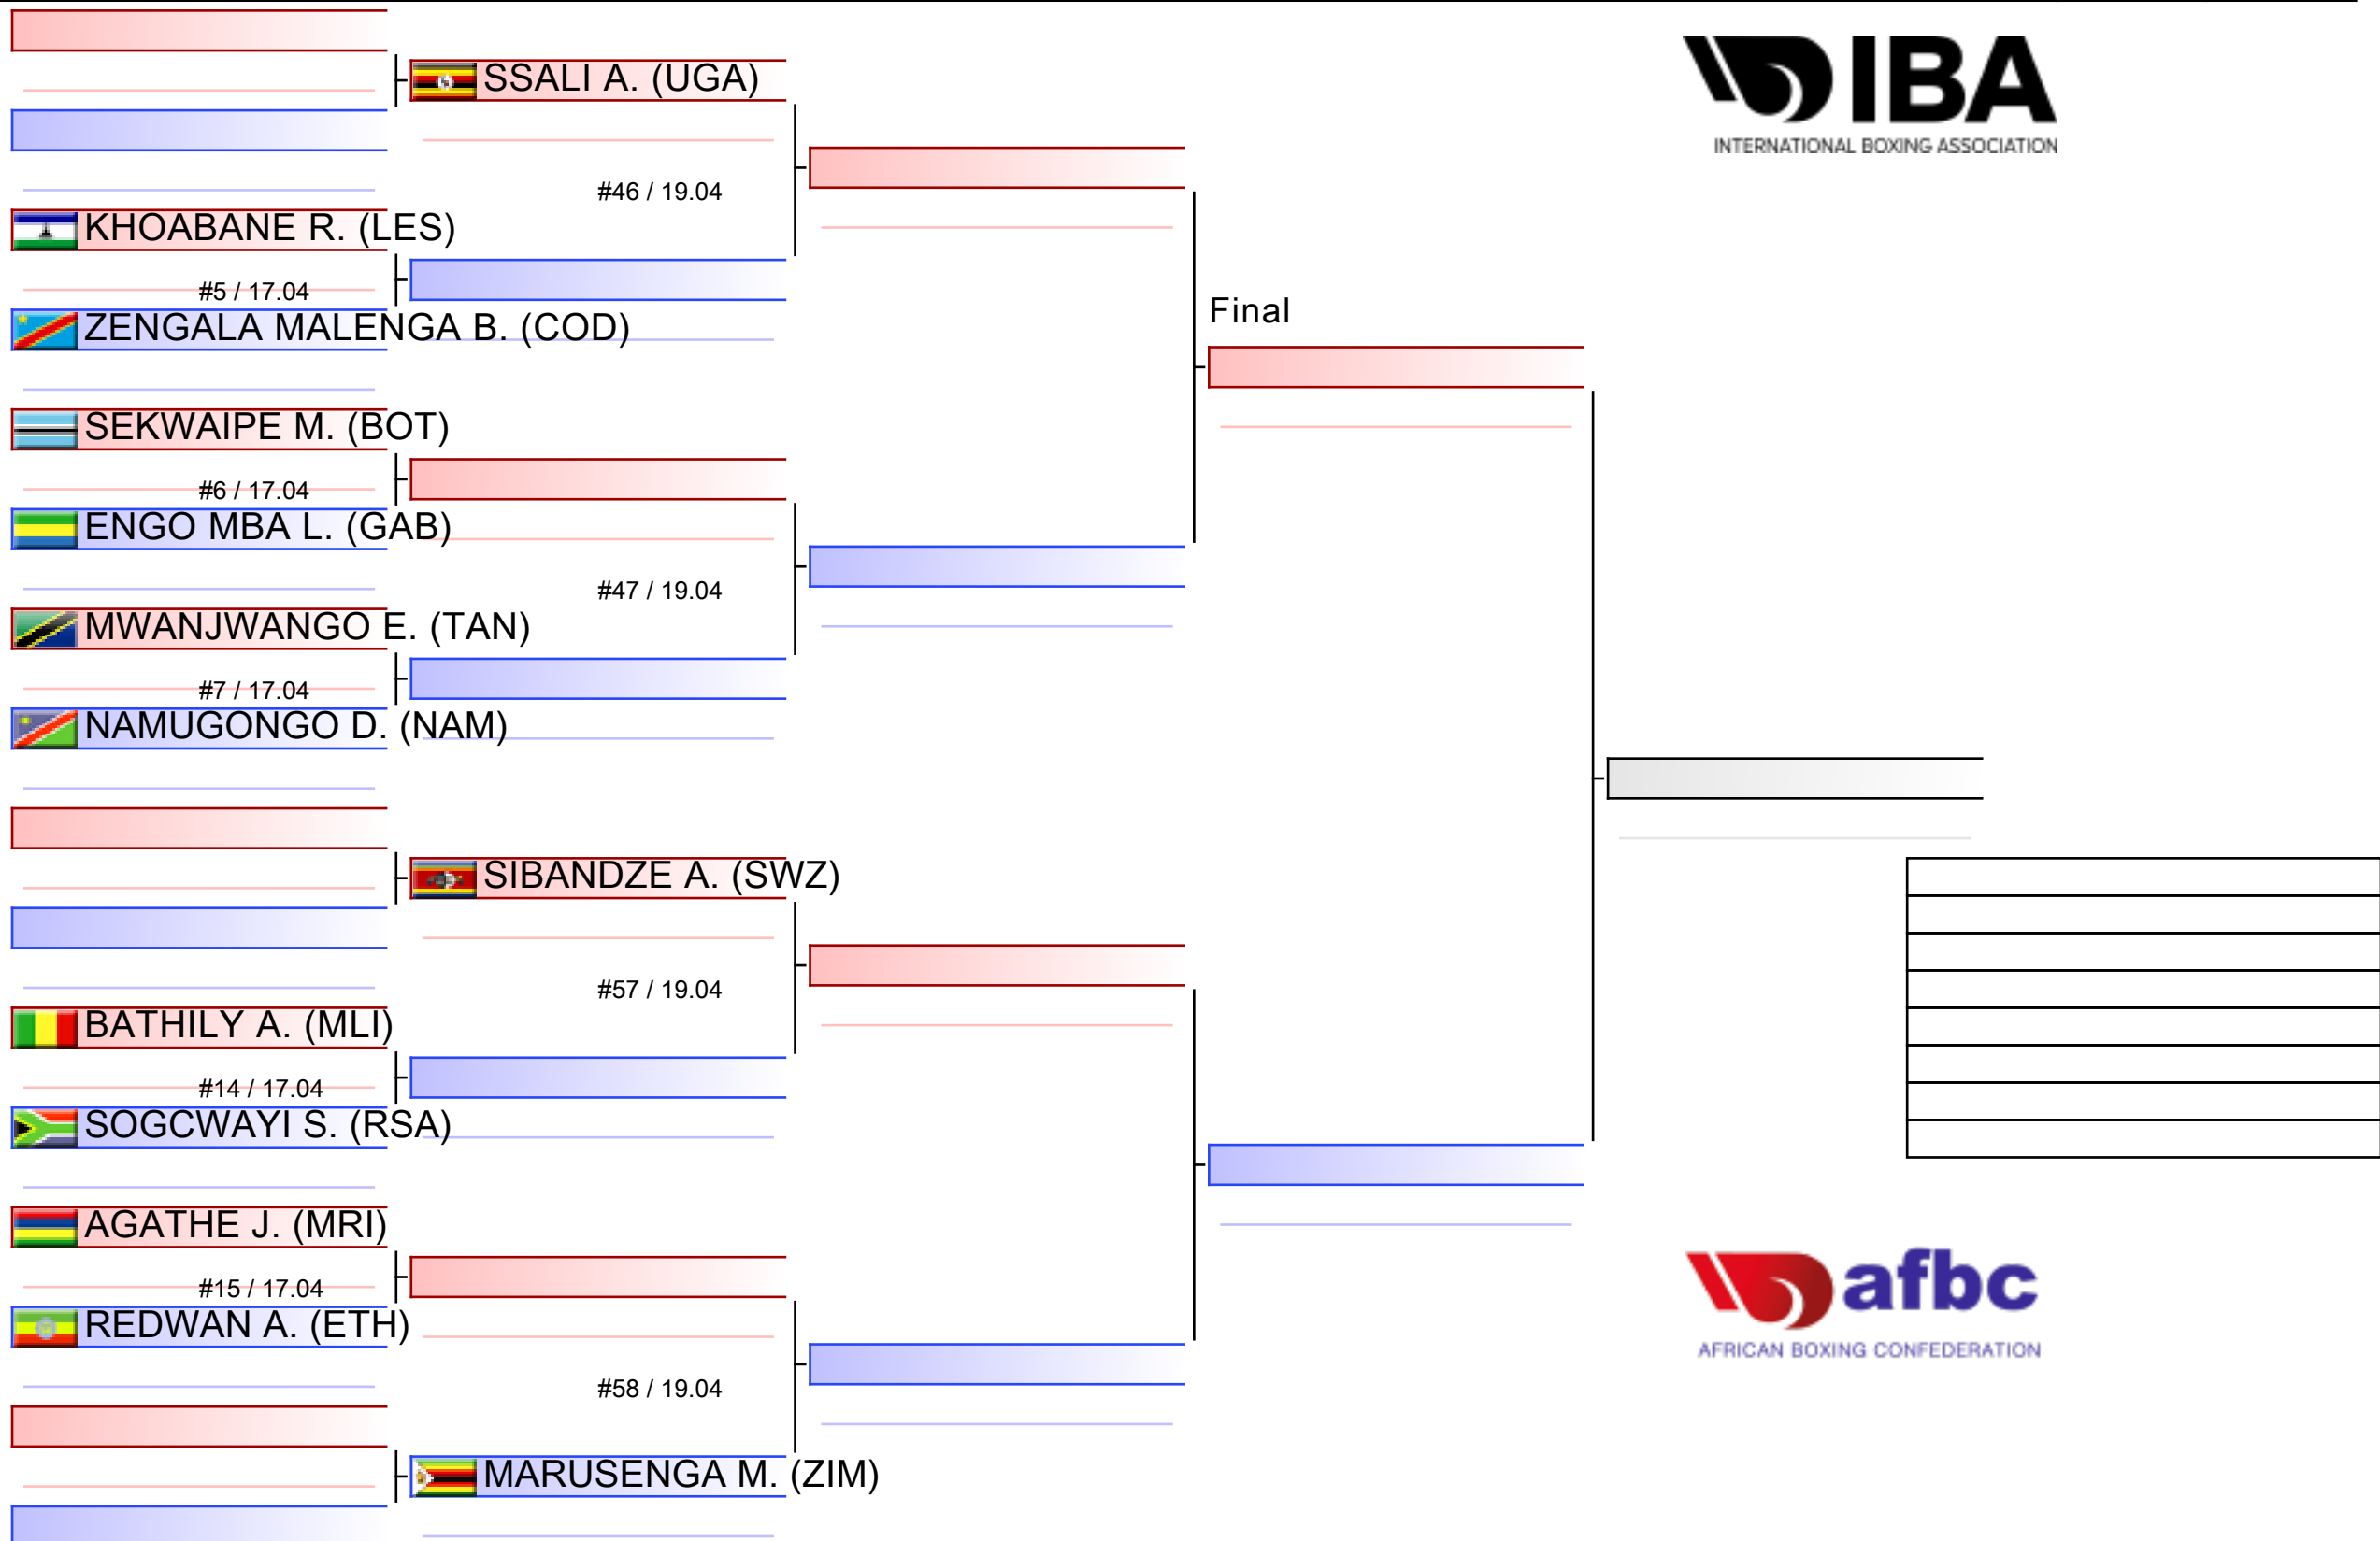 SSALI A. (UGA)
IBA
INTERNATIONAL BOXING ASSOCIATION
#46 / 19.04
KHOABANE R. (LES)
#5 / 17.04
ZENGALA MALENGA B. (COD)
Final
SEKWAIPE M. (BOT)
#6 / 17.04
ENGO MBA L. (GAB)
#47 / 19.04
MWANJWANGO E. (TAN)
#7 / 17.04
NAMUGONGO D. (NAM)
SIBANDZE A. (SWZ)
#57 / 19.04
BATHILY A. (MLI)
#14 / 17.04
SOGCWAYI S. (RSA)
AGATHE J. (MRI)
#15 / 17.04
REDWAN A. (ETH)
afbc
AFRICAN BOXING CONFEDERATION
#58 / 19.04
MARUSENGA M. (ZIM)